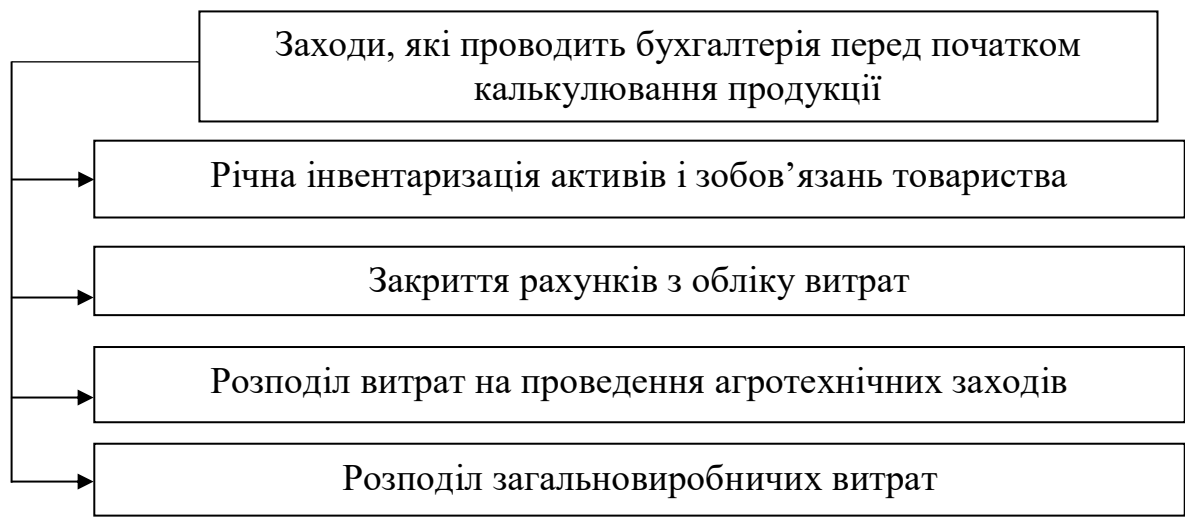 Заходи, які проводить бухгалтерія перед початком
калькулювання продукції
Річна інвентаризація активів і зобов’язань товариства
Закриття рахунків з обліку витрат
Розподіл витрат на проведення агротехнічних заходів
Розподіл загальновиробничих витрат